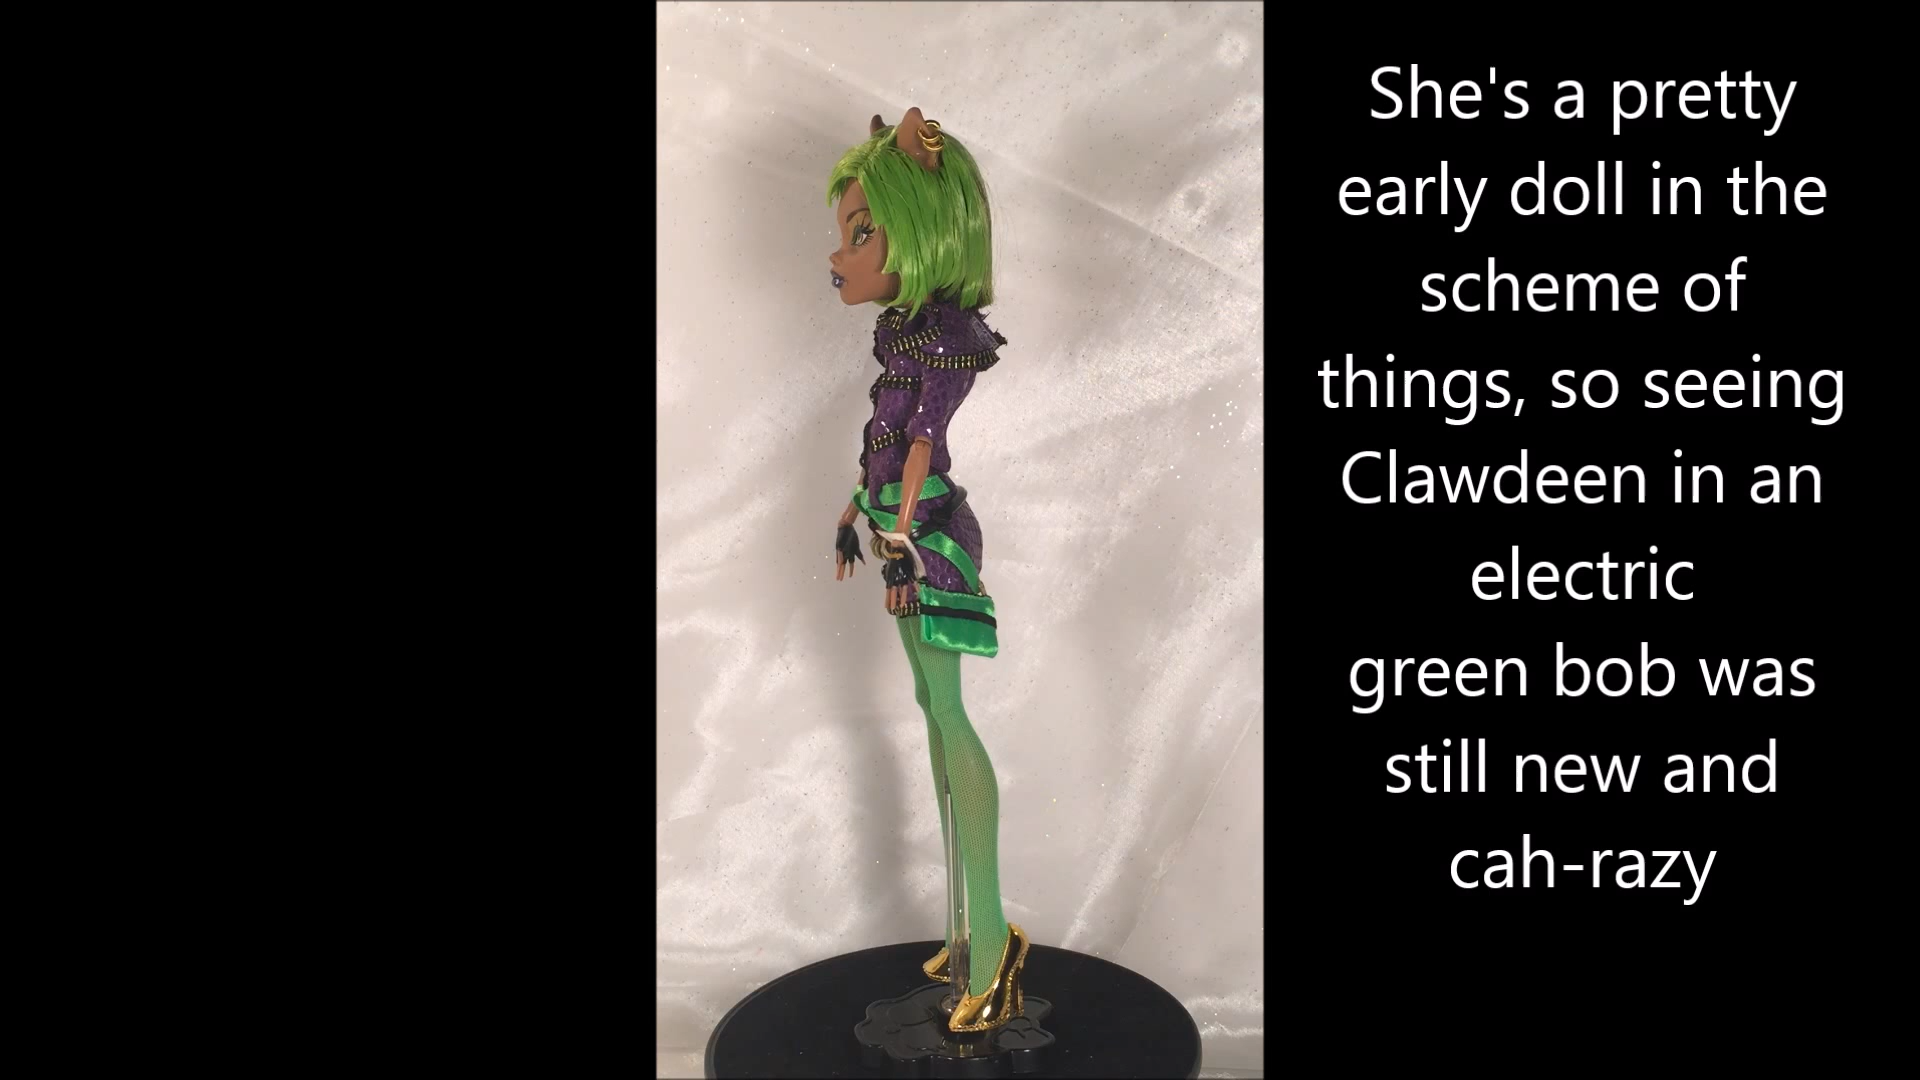 She's a pretty
early doll in the
scheme of
things, so seeing
Clawdeen in an
electric
green bob was
still new and
cah-razy